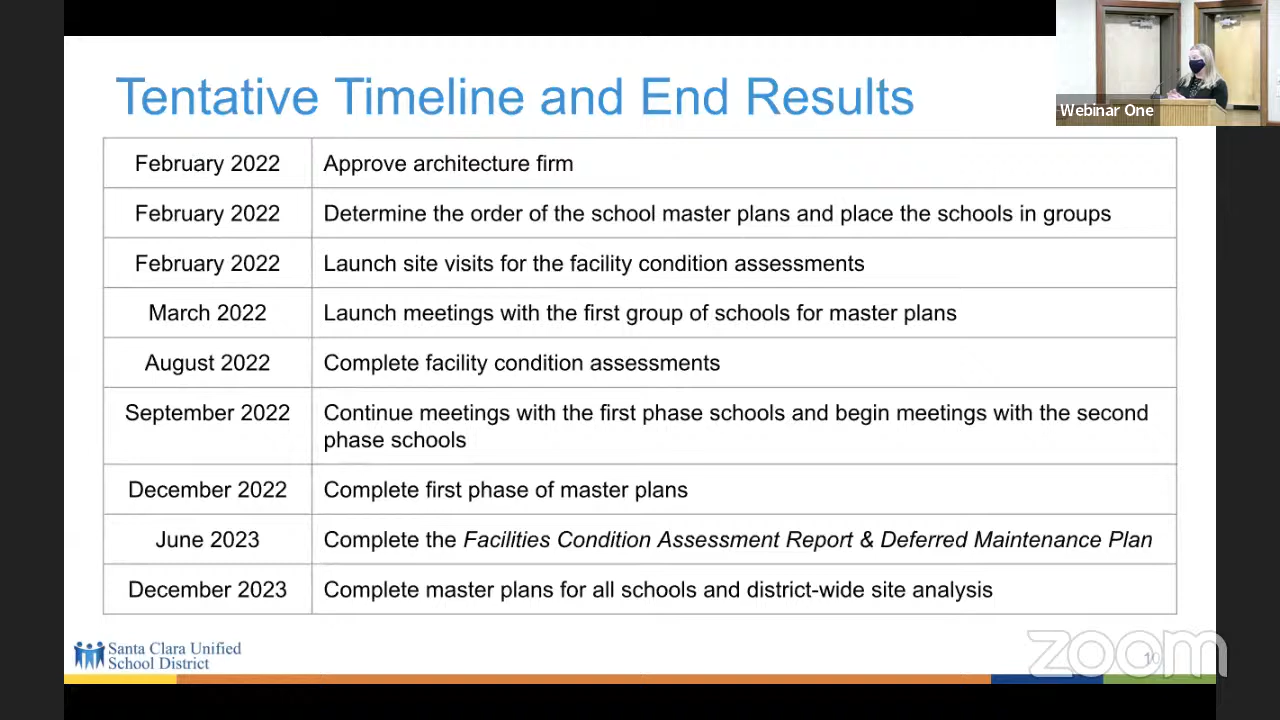 Tentative Timeline and End Results
Webinar One
February 2022 Approve architecture firm
February 2022 Determine the order of the school master plans and place the schools in groups
February 2022 Launch site visits for the facility condition assessments
March 2022 Launch meetings with the first group of schools for master plans
August 2022 Complete facility condition assessments
September 2022 Continue meetings with the first phase schools and begin meetings with the second
phase schools
December 2022 Complete first phase of master plans
June 2023 Complete the Facilities Condition Assessment Report & Deferred Maintenance Plan
December 2023 Complete master plans for all schools and district-wide site analysis
Santa Clara Unified
School District
zoom
10